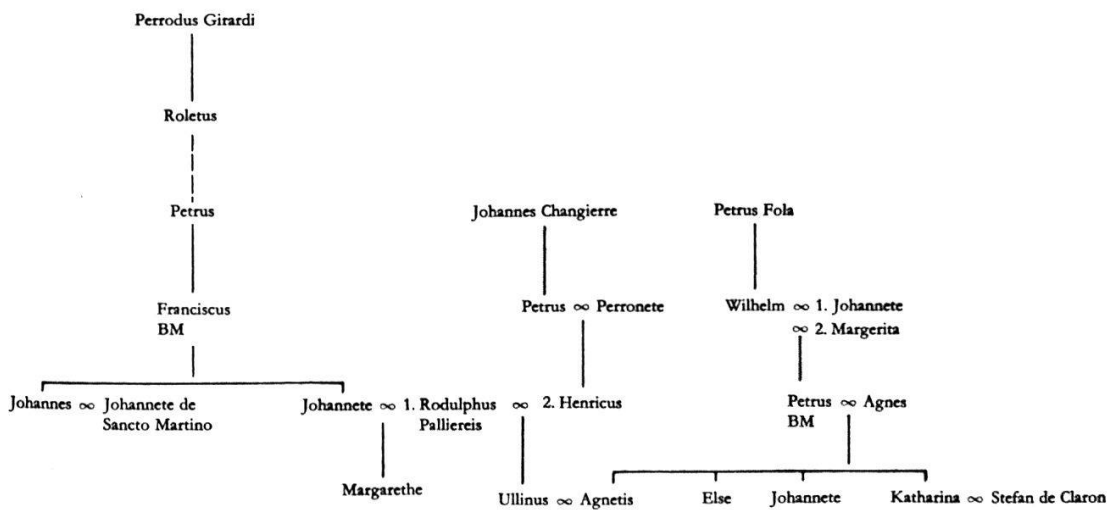 Perrodus Girardi
Roletus
Petrus
Johannes Changierre
Petrus Fola
Franciscus
BM
Petrus ∞ Perronete
Wilhelm ∞ 1. Johannete
∞ 2. Margerita
Johannes ∞ Johannete de
Sancto Martino
Johannete ∞ 1. Rodulphus ∞ 2. Henricus
Palliereis
Petrus ∞ Agnes
BM
Margarethe
Ullinus ∞ Agnetis
Else
Johannete
Katharina ∞ Stefan de Claron